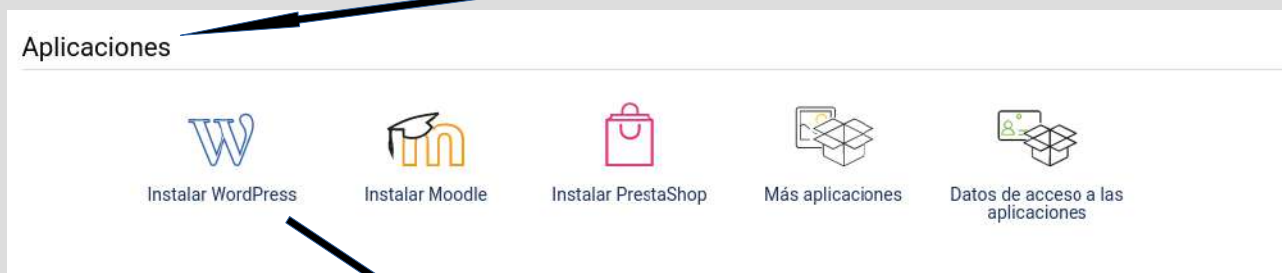 Aplicaciones
Instalar WordPress
Instalar Moodle
Instalar PrestaShop
Más aplicaciones
Datos de acceso a las
aplicaciones